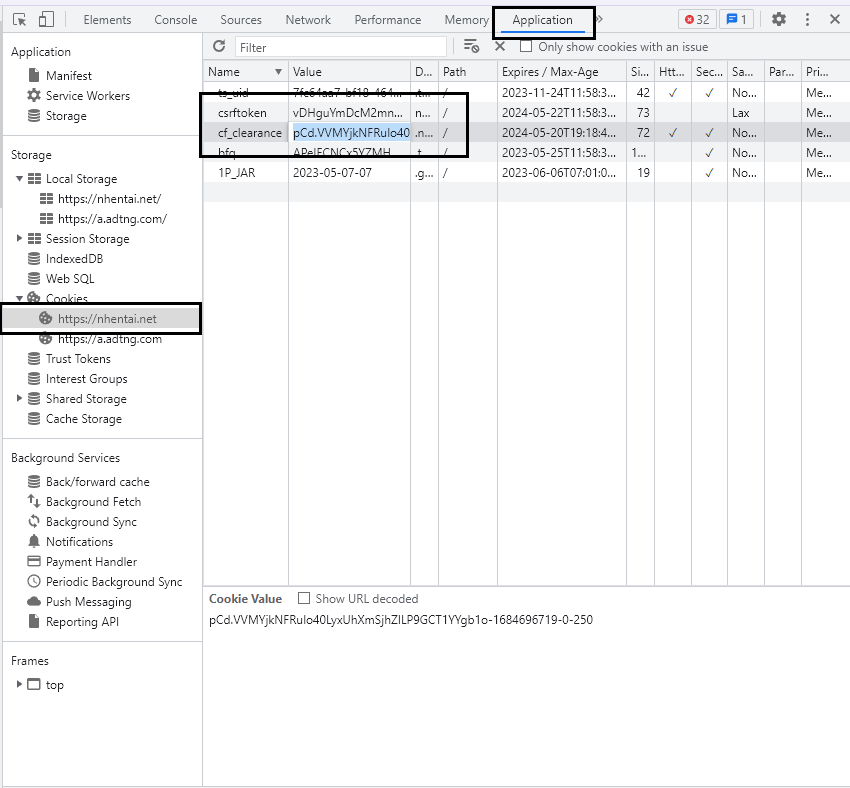 Elements Console Sources Network Performance Memory Application » 32 1
Application
Manifest
Service Workers
Storage
Storage
Local Storage
https://nhentai.net/
https://a.adtng.com/
Session Storage
IndexedDB
Web SQL
Cookies
https://nhentai.net
https://a.adtng.com
Trust Tokens
Interest Groups
Shared Storage
Cache Storage
Background Services
Back/forward cache
Background Fetch
Background Sync
Notifications
Payment Handler
Periodic Background Sync
Push Messaging
Reporting API
Frames
top
Filter Only show cookies with an issue
Name Value D... Path Expires / Max-Age Si... Htt... Sec... Sa... Par... Pri...
ts_uid / 2023-11-24T11:58:3... 42 ✓ ✓ No... Me...
csrftoken vDHguYmDcM2mn... n... / 2024-05-22T11:58:3... 73 Lax Me...
cf_clearance pCd.VVMYjkNFRulo40 .n... / 2024-05-20T19:18:4... 72 ✓ ✓ No... Me...
/ 2023-05-25T11:58:3... 1... ✓ No... Me...
1P_JAR 2023-05-07-07 .g... / 2023-06-06T07:01:0... 19 ✓ No... Me...
Cookie Value Show URL decoded
pCd.VVMYjkNFRulo40LyxUhXmSjhZILP9GCT1YYgb1o-1684696719-0-250